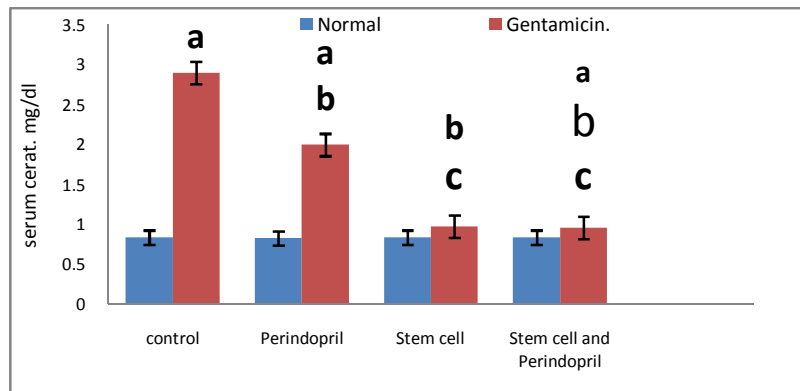 3.5
3
2.5
2
1.5
1
0.5
0
serum cerat. mg/dl
Normal
Gentamicin.
a
a
b
b
c
a
b
c
control
Perindopril
Stem cell
Stem cell and
Perindopril